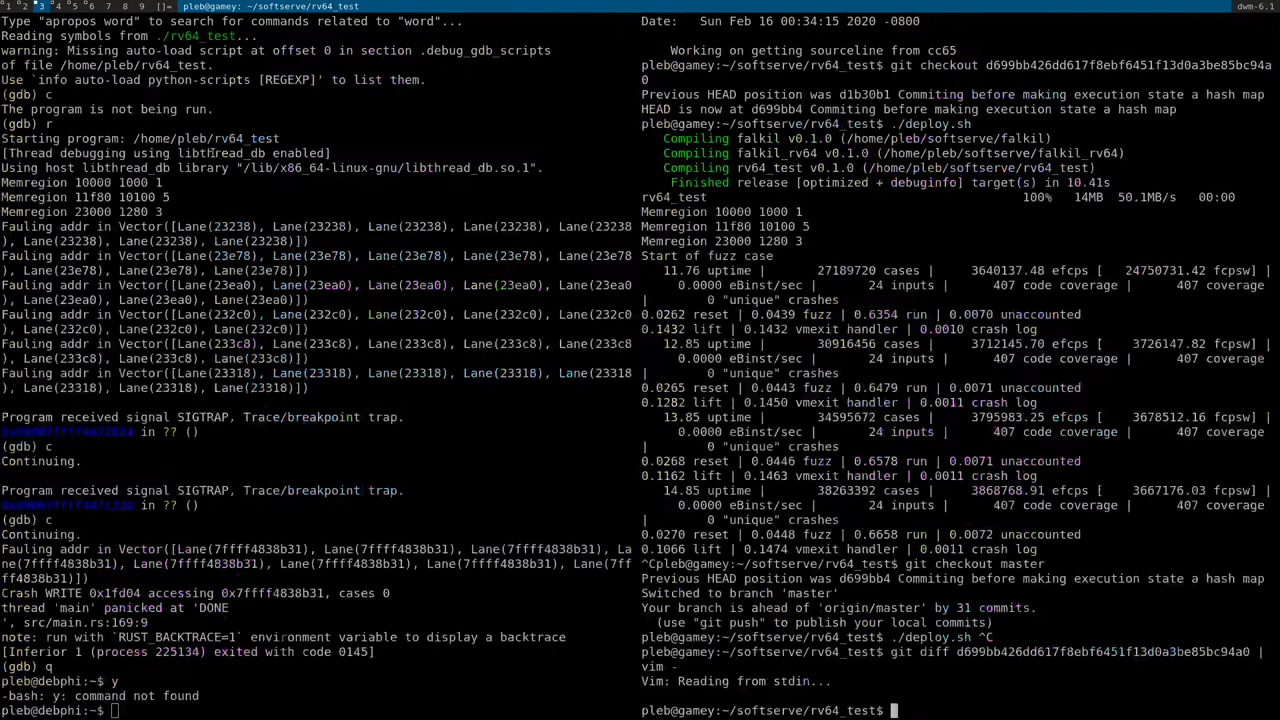 1 2 3 4 5 6 7 8 9 []= pleb@gamey: ~/softserve/rv64_test dwm-6.1
Type "apropos word" to search for commands related to "word"...
Reading symbols from ./rv64_test...
warning: Missing auto-load script at offset 0 in section .debug_gdb_scripts
of file /home/pleb/rv64_test.
Use `info auto-load python-scripts [REGEXP]' to list them.
(gdb) c
The program is not being run.
(gdb) r
Starting program: /home/pleb/rv64_test
[Thread debugging using libthread_db enabled]
Using host libthread_db library "/lib/x86_64-linux-gnu/libthread_db.so.1".
Memregion 10000 1000 1
Memregion 11f80 10100 5
Memregion 23000 1280 3
Fauling addr in Vector([Lane(23238), Lane(23238), Lane(23238), Lane(23238
), Lane(23238), Lane(23238)])
Fauling addr in Vector([Lane(23e78), Lane(23e78), Lane(23e78), Lane(23e78
), Lane(23e78), Lane(23e78)])
Fauling addr in Vector([Lane(23ea0), Lane(23ea0), Lane(23ea0), Lane(23ea0
), Lane(23ea0), Lane(23ea0)])
Fauling addr in Vector([Lane(232c0), Lane(232c0), Lane(232c0), Lane(232c0
), Lane(232c0), Lane(232c0)])
Fauling addr in Vector([Lane(233c8), Lane(233c8), Lane(233c8), Lane(233c8
), Lane(233c8), Lane(233c8)])
Fauling addr in Vector([Lane(23318), Lane(23318), Lane(23318), Lane(23318
), Lane(23318), Lane(23318)])
Program received signal SIGTRAP, Trace/breakpoint trap.
in ?? ()
(gdb) c
Continuing.
Program received signal SIGTRAP, Trace/breakpoint trap.
in ?? ()
(gdb) c
Continuing.
Fauling addr in Vector([Lane(7ffff4838b31), Lane(7ffff4838b31), Lane(7ffff4838b31), La
ne(7ffff4838b31), Lane(7ffff4838b31), Lane(7ffff4838b31), Lane(7ffff4838b31), Lane(7ff
ff4838b31)])
Crash WRITE 0x1fd04 accessing 0x7ffff4838b31, cases 0
thread 'main' panicked at 'DONE
', src/main.rs:169:9
note: run with `RUST_BACKTRACE=1` environment variable to display a backtrace
[Inferior 1 (process 225134) exited with code 0145]
(gdb) q
pleb@debphi:~$ y
-bash: y: command not found
pleb@debphi:~$
Date:   Sun Feb 16 00:34:15 2020 -0800
Working on getting sourceline from cc65
pleb@gamey:~/softserve/rv64_test$ git checkout d699bb426dd617f8ebf6451f13d0a3be85bc94a
0
Previous HEAD position was d1b30b1 Commiting before making execution state a hash map
HEAD is now at d699bb4 Commiting before making execution state a hash map
pleb@gamey:~/softserve/rv64_test$ ./deploy.sh
Compiling falkil v0.1.0 (/home/pleb/softserve/falkil)
Compiling falkil_rv64 v0.1.0 (/home/pleb/softserve/falkil_rv64)
Compiling rv64_test v0.1.0 (/home/pleb/softserve/rv64_test)
Finished release [optimized + debuginfo] target(s) in 10.41s
rv64_test 100% 14MB 50.1MB/s 00:00
Memregion 10000 1000 1
Memregion 11f80 10100 5
Memregion 23000 1280 3
Start of fuzz case
11.76 uptime | 27189720 cases | 3640137.48 efcps [ 24750731.42 fcpsw] |
0.0000 eBinst/sec | 24 inputs | 407 code coverage | 407 coverage
| 0 "unique" crashes
0.0262 reset | 0.0439 fuzz | 0.6354 run | 0.0070 unaccounted
0.1432 lift | 0.1432 vmexit handler | 0.0010 crash log
12.85 uptime | 30916456 cases | 3712145.70 efcps [ 3726147.82 fcpsw] |
0.0000 eBinst/sec | 24 inputs | 407 code coverage | 407 coverage
| 0 "unique" crashes
0.0265 reset | 0.0443 fuzz | 0.6479 run | 0.0071 unaccounted
0.1282 lift | 0.1450 vmexit handler | 0.0011 crash log
13.85 uptime | 34595672 cases | 3795983.25 efcps [ 3678512.16 fcpsw] |
0.0000 eBinst/sec | 24 inputs | 407 code coverage | 407 coverage
| 0 "unique" crashes
0.0268 reset | 0.0446 fuzz | 0.6578 run | 0.0071 unaccounted
0.1162 lift | 0.1463 vmexit handler | 0.0011 crash log
14.85 uptime | 38263392 cases | 3868768.91 efcps [ 3667176.03 fcpsw] |
0.0000 eBinst/sec | 24 inputs | 407 code coverage | 407 coverage
| 0 "unique" crashes
0.0270 reset | 0.0448 fuzz | 0.6658 run | 0.0072 unaccounted
0.1066 lift | 0.1474 vmexit handler | 0.0011 crash log
^Cpleb@gamey:~/softserve/rv64_test$ git checkout master
Previous HEAD position was d699bb4 Commiting before making execution state a hash map
Switched to branch 'master'
Your branch is ahead of 'origin/master' by 31 commits.
(use "git push" to publish your local commits)
pleb@gamey:~/softserve/rv64_test$ ./deploy.sh ^C
pleb@gamey:~/softserve/rv64_test$ git diff d699bb426dd617f8ebf6451f13d0a3be85bc94a0 |
vim -
Vim: Reading from stdin...
pleb@gamey:~/softserve/rv64_test$